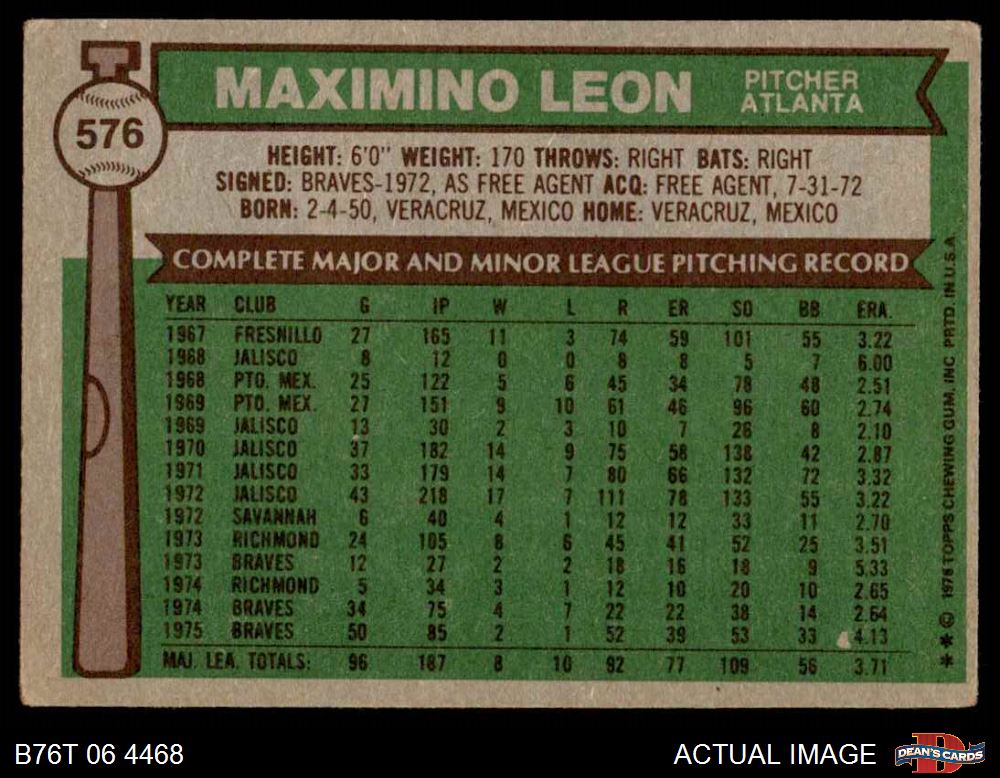 576
MAXIMINO LEON
PITCHER
ATLANTA
HEIGHT: 6'0" WEIGHT: 170 THROWS: RIGHT BATS: RIGHT
SIGNED: BRAVES-1972, AS FREE AGENT ACQ: FREE AGENT, 7-31-72
BORN: 2-4-50, VERACRUZ, MEXICO HOME: VERACRUZ, MEXICO
COMPLETE MAJOR AND MINOR LEAGUE PITCHING RECORD
YEAR CLUB G IP W L R ER SO BB ERA.
1967 FRESNILLO 27 165 11 3 74 59 101 55 3.22
1968 JALISCO 8 12 0 0 8 8 5 7 6.00
1968 PTO. MEX. 25 122 5 6 45 34 78 48 2.51
1969 PTO. MEX. 27 151 9 10 61 46 96 60 2.74
1969 JALISCO 13 30 2 3 10 7 26 8 2.10
1970 JALISCO 37 182 14 9 75 58 138 42 2.87
1971 JALISCO 33 179 14 7 80 66 132 72 3.32
1972 JALISCO 43 218 17 7 111 78 133 55 3.22
1972 SAVANNAH 6 40 4 1 12 12 33 11 2.70
1973 RICHMOND 24 105 8 6 45 41 52 25 3.51
1973 BRAVES 12 27 2 2 18 16 18 9 5.33
1974 RICHMOND 5 34 3 1 12 10 20 10 2.65
1974 BRAVES 34 75 4 7 22 22 38 14 2.64
1975 BRAVES 50 85 2 1 52 39 53 33 4.13
MAJ. LEA. TOTALS: 96 187 8 10 92 77 109 56 3.71
** © 1976 TOPPS CHEWING GUM, INC. PRTD. IN U.S.A.
B76T 06 4468
ACTUAL IMAGE
D
DEAN'S CARDS